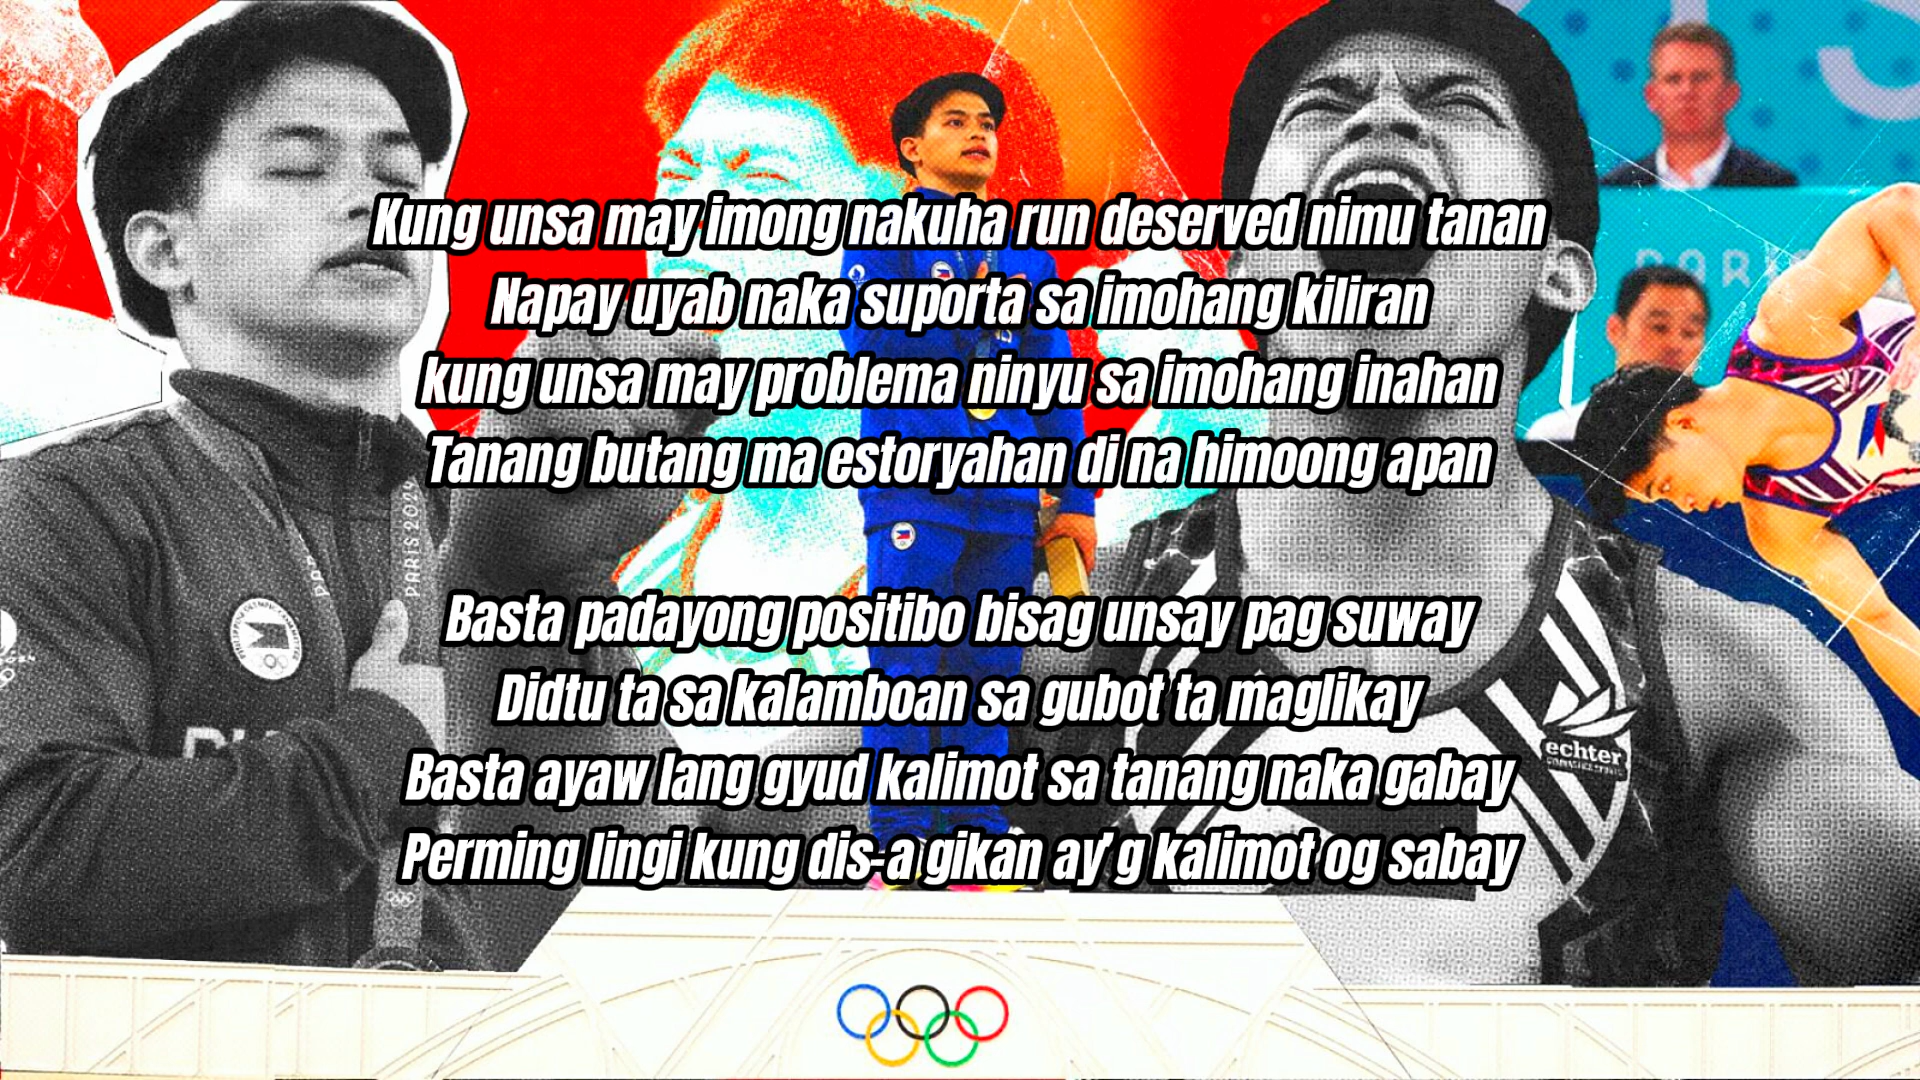 Kung unsa may imong nakuha run deserved nimu tanan
Napay uyab naka suporta sa imohang kiliran
kung unsa may problema ninyu sa imohang inahan
Tanang butang ma estoryahan di na himoong apan
Basta padayong positibo bisag unsay pag suway
Didtu ta sa kalamboan sa gubot ta maglikay
Basta ayaw lang gyud kalimot sa tanang naka gabay
Perming lingi kung dis-a gikan ay'g kalimot og sabay
PARIS 2024
echter